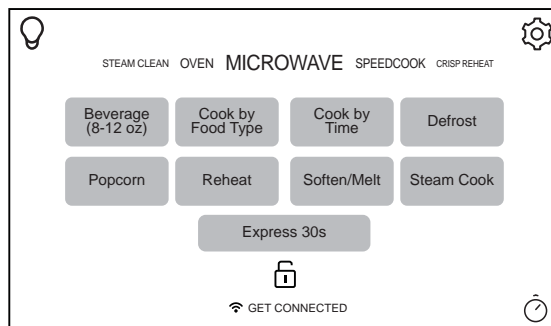 STEAM CLEAN OVEN MICROWAVE SPEEDCOOK CRISP REHEAT
Beverage
(8-12 oz)
Cook by
Food Type
Cook by
Time
Defrost
Popcorn
Reheat
Soften/Melt
Steam Cook
Express 30s
GET CONNECTED